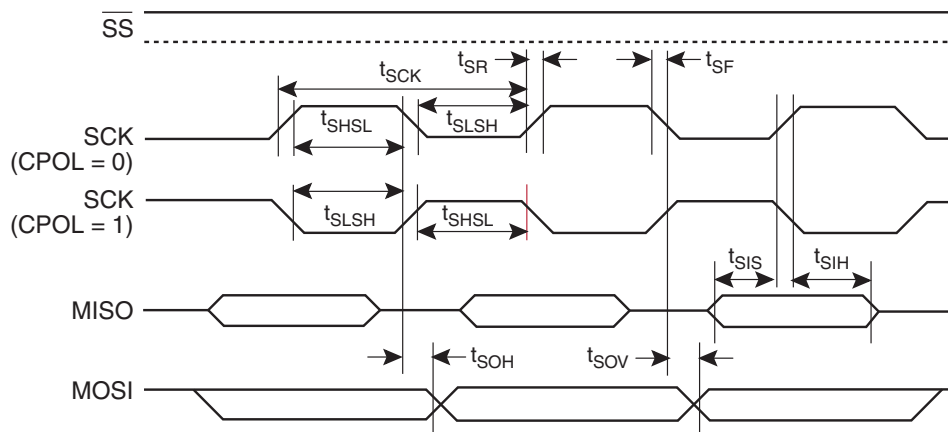 SS
tSCK
tSR
tSF
tSHSL
tSLSH
SCK
(CPOL = 0)
SCK
(CPOL = 1)
tSLSH
tSHSL
tSIS
tSIH
MISO
tSOH
tSOV
MOSI